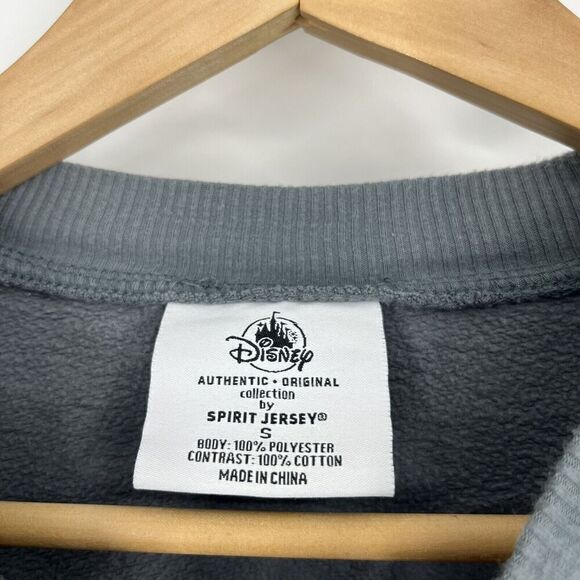 Disney
AUTHENTIC • ORIGINAL
collection
by
SPIRIT JERSEY®
S
BODY: 100% POLYESTER
CONTRAST: 100% COTTON
MADE IN CHINA